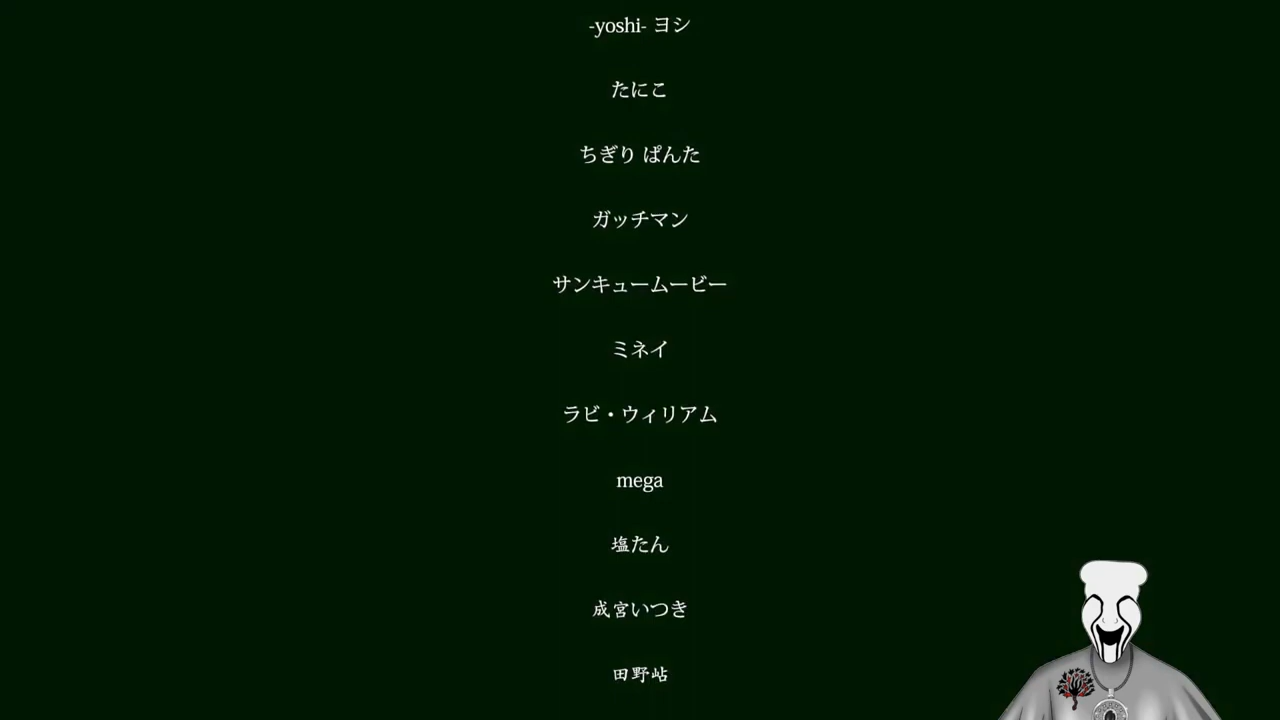 -yoshi- ヨシ
たにこ
ちぎり ぱんた
ガッチマン
サンキュームービー
ミネイ
ラビ・ウィリアム
mega
塩たん
成宮いつき
田野岾